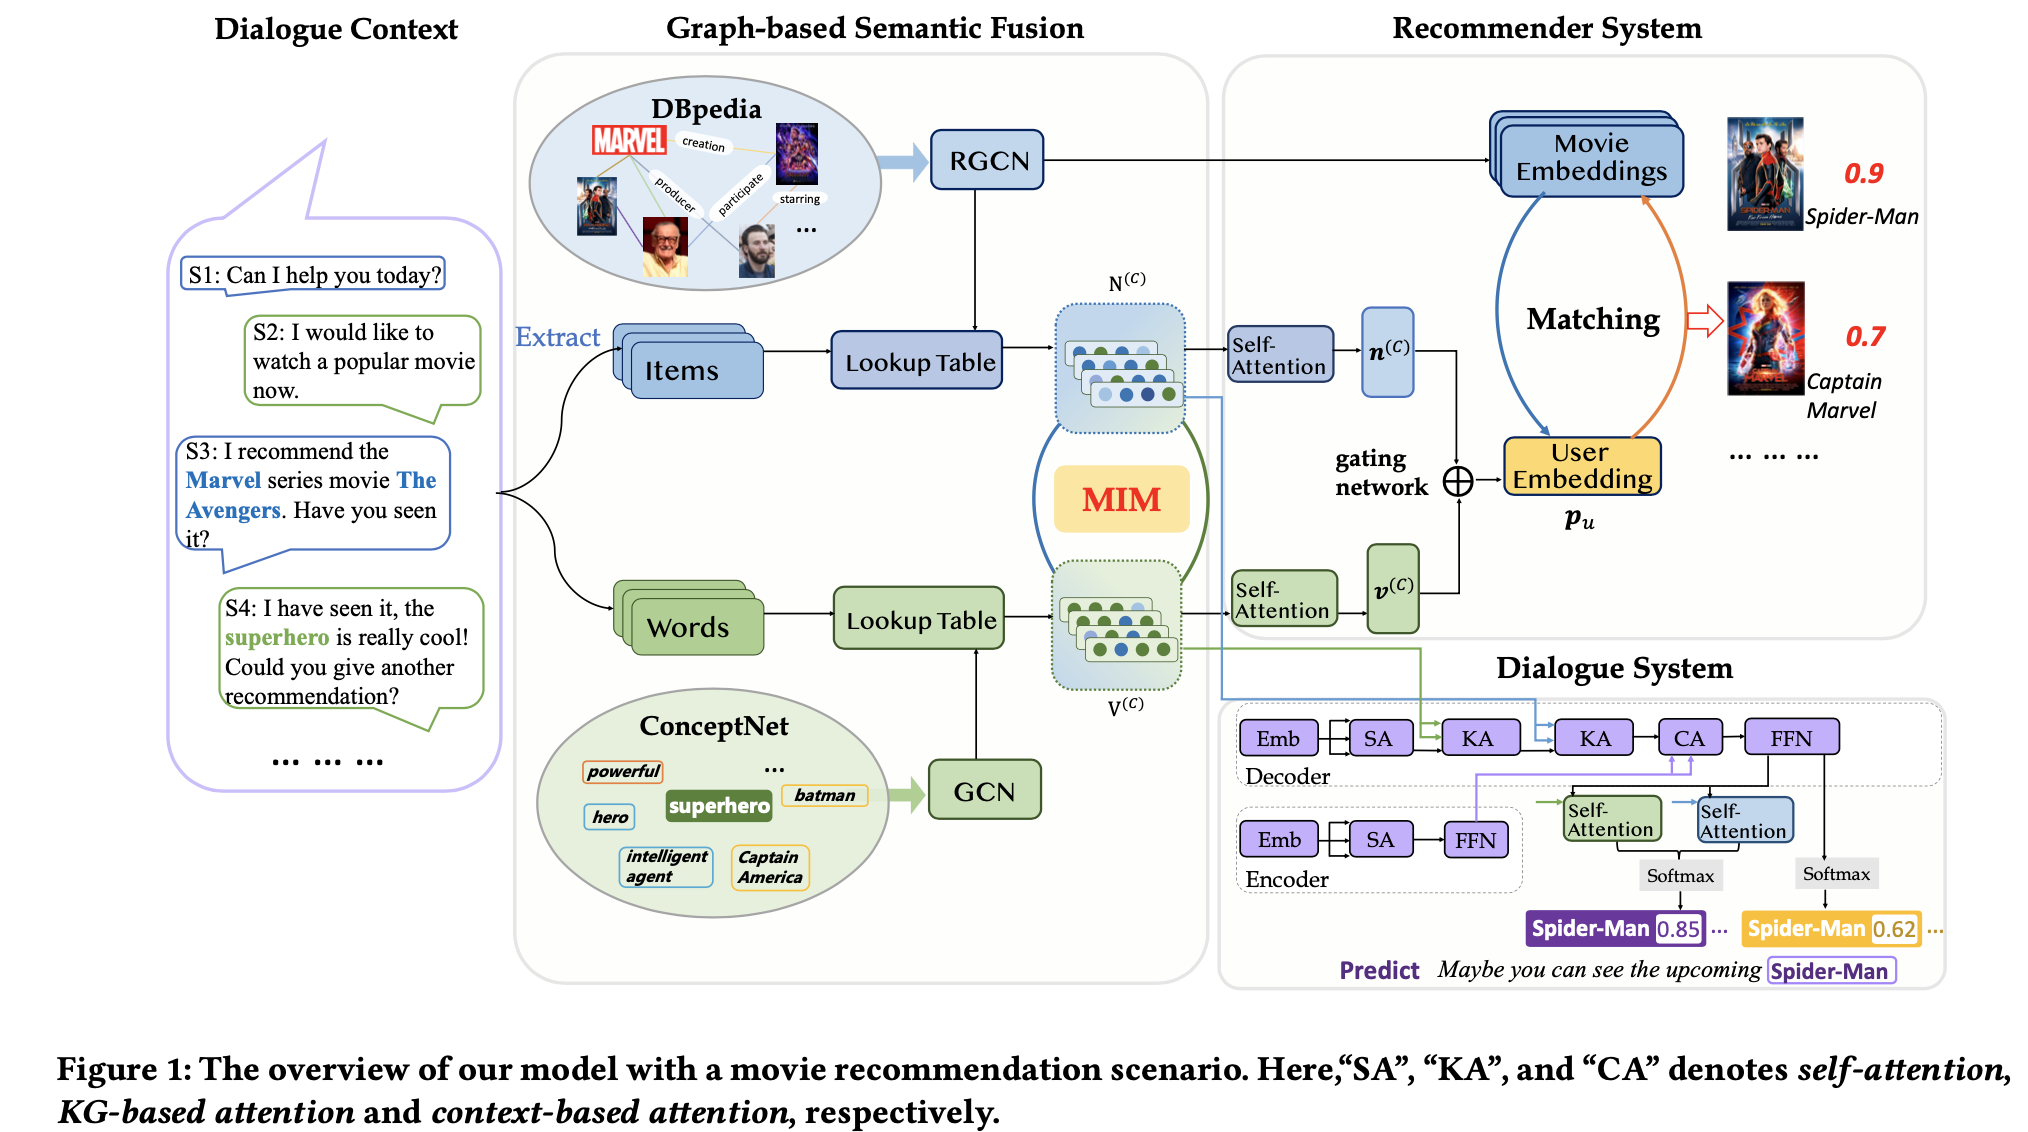 Dialogue Context
S1: Can I help you today?
S2: I would like to
watch a popular movie
now.
S3: I recommend the
Marvel series movie The
Avengers. Have you seen
it?
S4: I have seen it, the
superhero is really cool!
Could you give another
recommendation?
... ... ...
Graph-based Semantic Fusion
DBpedia
MARVEL
creation
producer
participate
starring
...
RGCN
Extract
Items
Lookup Table
N(C)
MIM
Words
Lookup Table
V(C)
ConceptNet
powerful
...
superhero
batman
hero
intelligent
agent
Captain
America
GCN
Recommender System
Movie
Embeddings
SPIDER-MAN
0.9
Spider-Man
Matching
MARVEL
0.7
Captain
Marvel
... ... ...
Self-
Attention
n(C)
gating
network
User
Embedding
pu
Self-
Attention
v(C)
Dialogue System
Emb
SA
KA
KA
CA
FFN
Decoder
Emb
SA
FFN
Encoder
Self-
Attention
Self-
Attention
Softmax
Softmax
Spider-Man 0.85 ...
Spider-Man 0.62 ...
Predict Maybe you can see the upcoming Spider-Man
Figure 1: The overview of our model with a movie recommendation scenario. Here,“SA”, “KA”, and “CA” denotes self-attention,
KG-based attention and context-based attention, respectively.